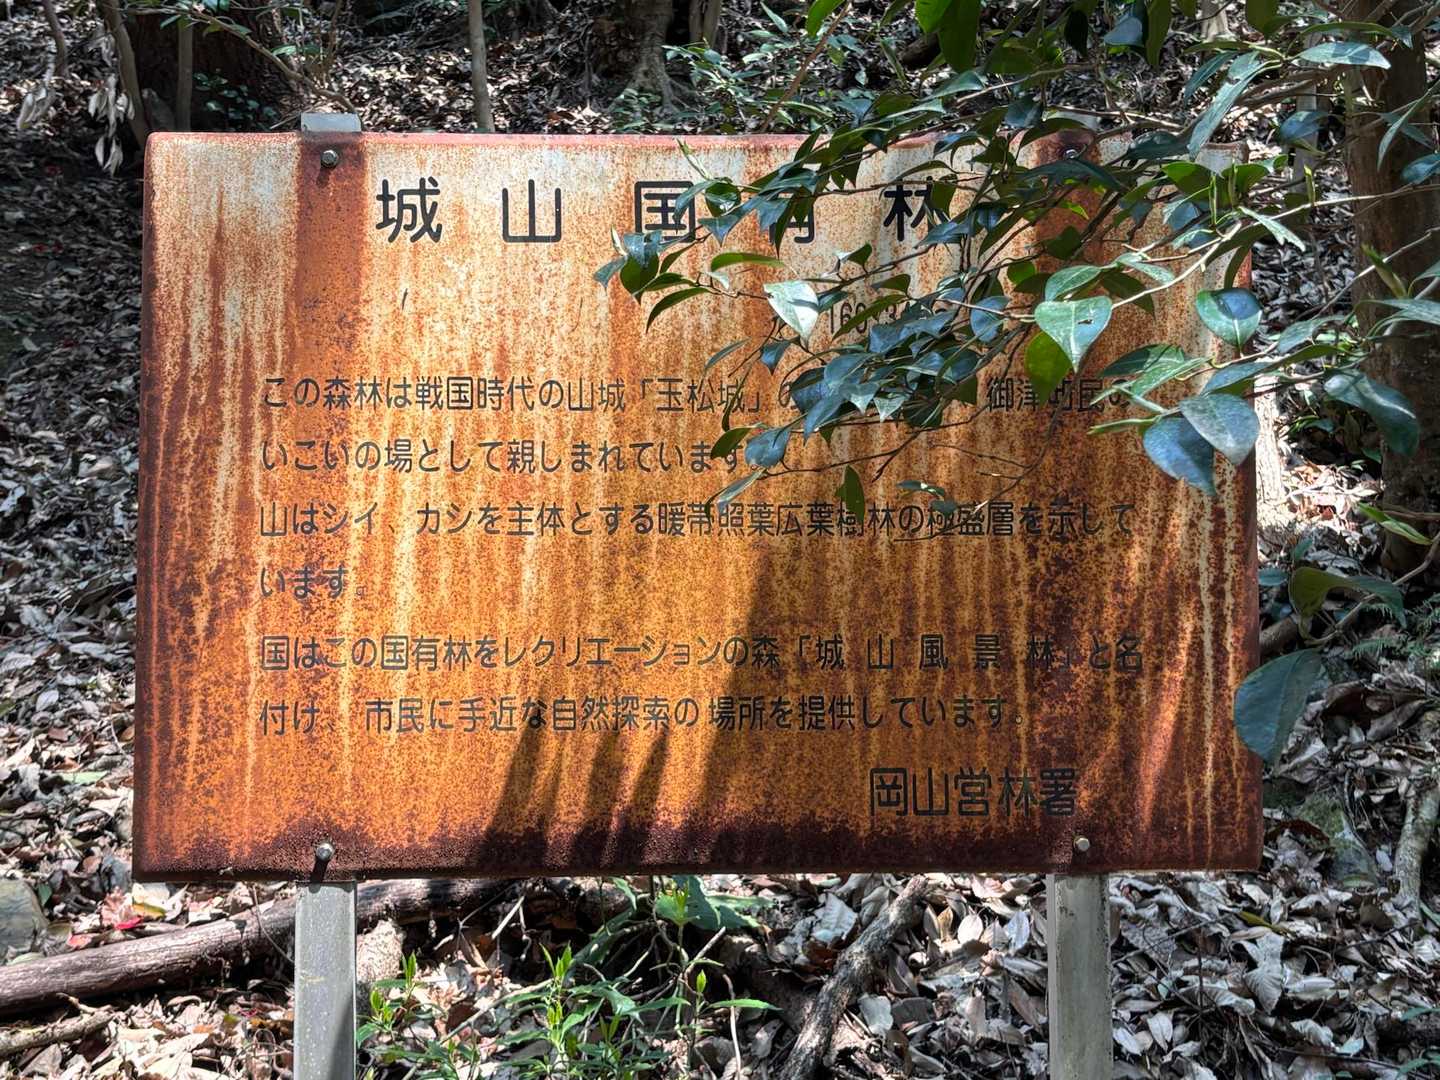 城山国有林
この森林は戦国時代の山城「玉松城」の 御津町民の
いこいの場として親しまれています。
山はシイ、カシを主体とする暖帯照葉広葉樹林の極盛層を示して
います。
国はこの国有林をレクリエーションの森「城山風景林」と名
付け、市民に手近な自然探索の場所を提供しています。
岡山営林署